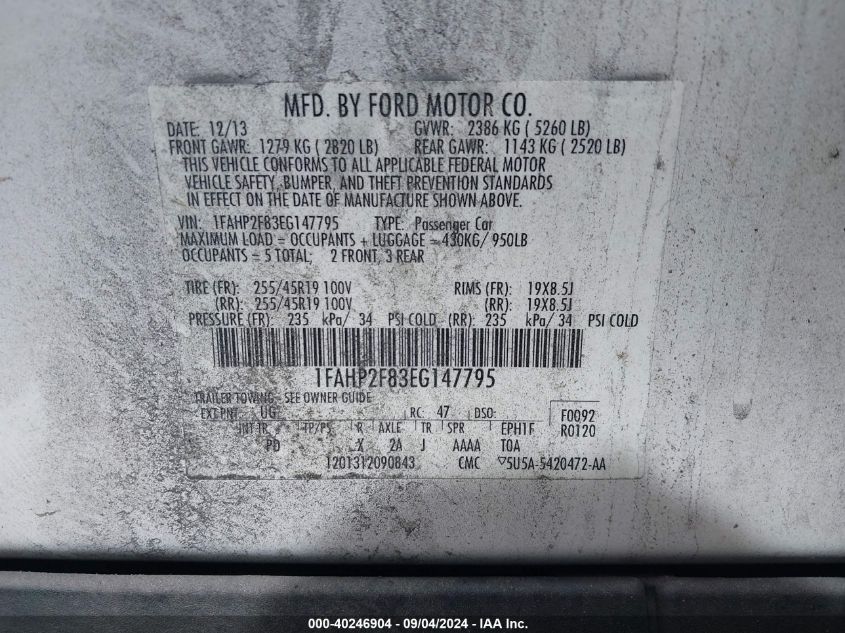 MFD. BY FORD MOTOR CO.
DATE: 12/13 GVWR: 2386 KG ( 5260 LB)
FRONT GAWR: 1279 KG ( 2820 LB) REAR GAWR: 1143 KG ( 2520 LB)
THIS VEHICLE CONFORMS TO ALL APPLICABLE FEDERAL MOTOR
VEHICLE SAFETY, BUMPER, AND THEFT PREVENTION STANDARDS
IN EFFECT ON THE DATE OF MANUFACTURE SHOWN ABOVE.
VIN: 1FAHP2F83EG147795 TYPE: Passenger Car
MAXIMUM LOAD = OCCUPANTS + LUGGAGE = 430KG/ 950LB
OCCUPANTS = 5 TOTAL; 2 FRONT, 3 REAR
TIRE (FR): 255/45R19 100V RIMS (FR): 19X8.5J
(RR): 255/45R19 100V (RR): 19X8.5J
PRESSURE (FR): 235 kPa/ 34 PSI COLD (RR): 235 kPa/ 34 PSI COLD
1FAHP2F83EG147795
TRAILER TOWING - SEE OWNER GUIDE
EXT PNT: UG RC: 47 DSO: F0092
INT TR TP/PS R AXLE TR SPR EPH1F R0120
PD X 2A J AAAA TOA
1201312090843 CMC ▽5U5A-5420472-AA
000-40246904 - 09/04/2024 - IAA Inc.